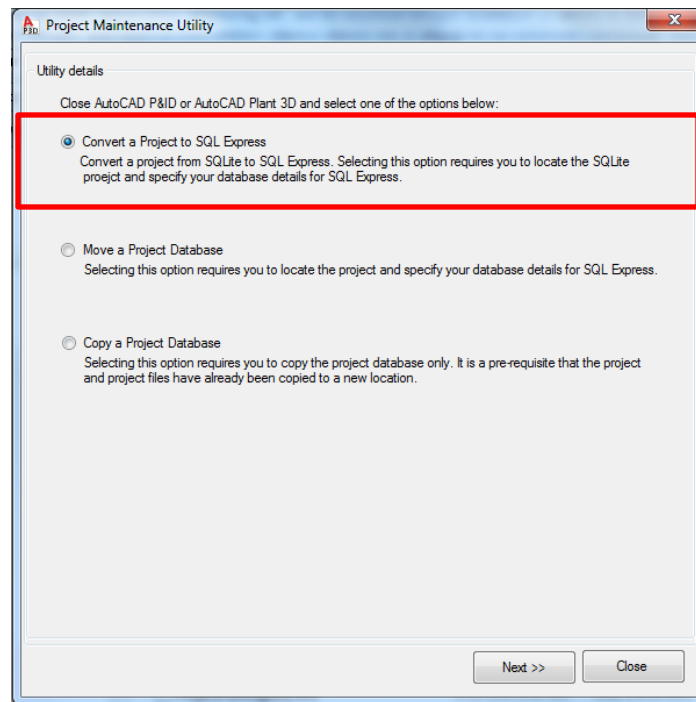 A
P3D
Project Maintenance Utility
X
Utility details
Close AutoCAD P&ID or AutoCAD Plant 3D and select one of the options below:
Convert a Project to SQL Express
Convert a project from SQLite to SQL Express. Selecting this option requires you to locate the SQLite
proejct and specify your database details for SQL Express.
Move a Project Database
Selecting this option requires you to locate the project and specify your database details for SQL Express.
Copy a Project Database
Selecting this option requires you to copy the project database only. It is a pre-requisite that the project
and project files have already been copied to a new location.
Next >>
Close